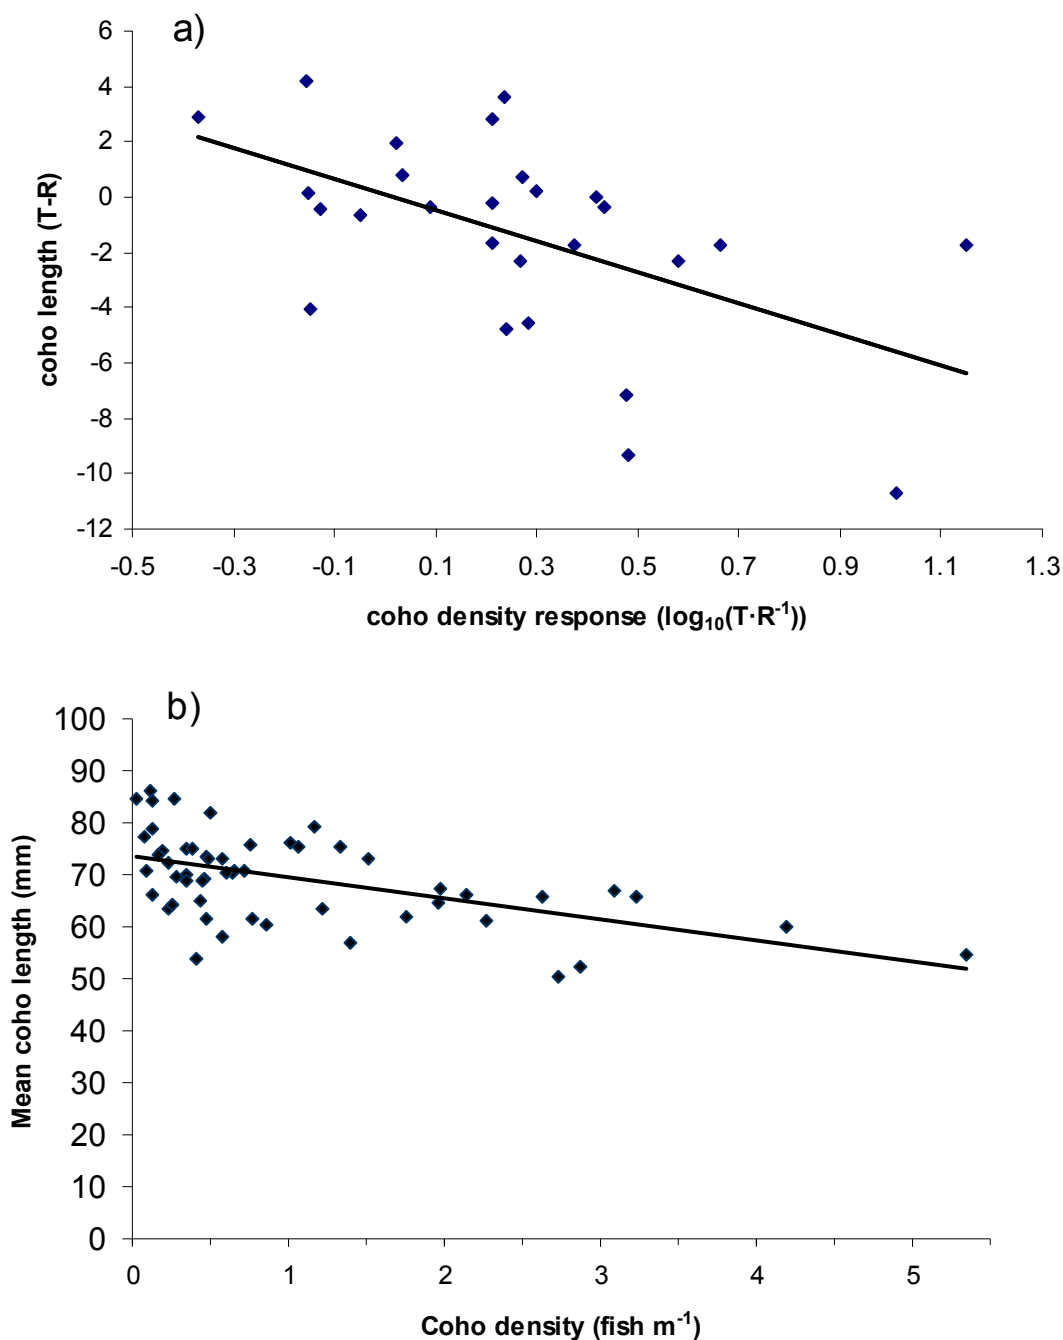 a)
6
4
2
0
-2
-4
-6
-8
-10
-12
coho length (T-R)
-0.5 -0.3 -0.1 0.1 0.3 0.5 0.7 0.9 1.1 1.3
coho density response (log₁₀(T·R⁻¹))
b)
100
90
80
70
60
50
40
30
20
10
0
Mean coho length (mm)
0 1 2 3 4 5
Coho density (fish m⁻¹)